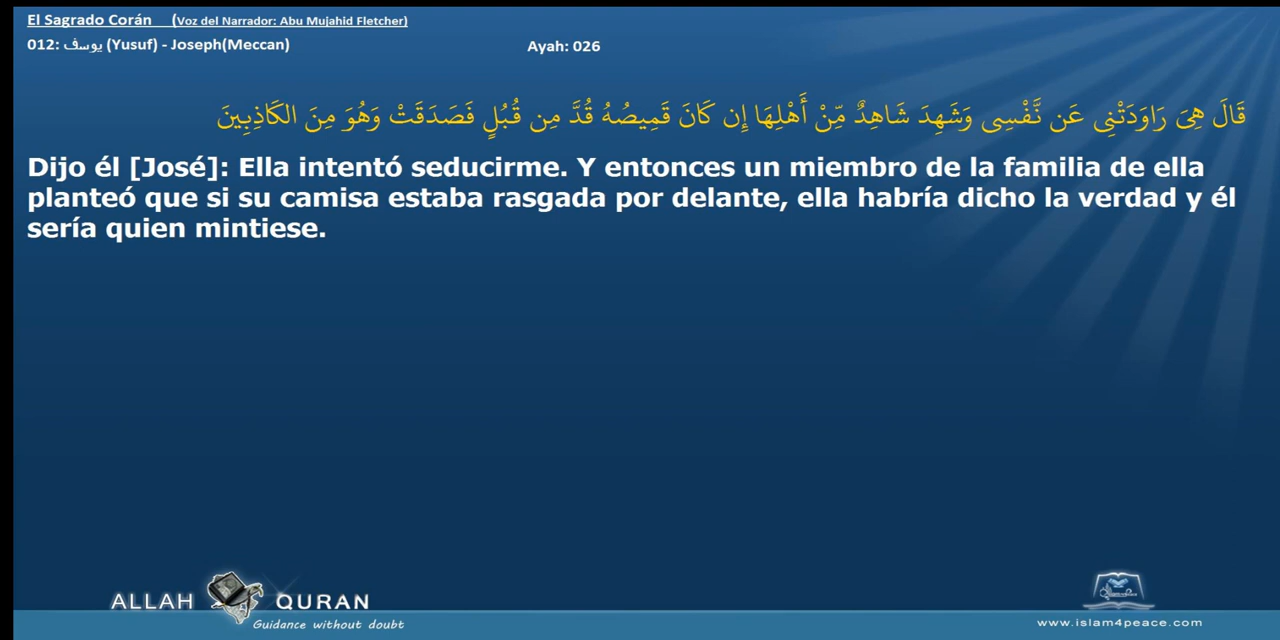 El Sagrado Corán (Voz del Narrador: Abu Mujahid Fletcher)
012: يوسف (Yusuf) - Joseph(Meccan) Ayah: 026
قَالَ هِىَ رَاوَدَتْنِى عَن نَّفْسِى وَشَهِدَ شَاهِدٌ مِّنْ أَهْلِهَا إِن كَانَ قَمِيصُهُ قُدَّ مِن قُبُلٍ فَصَدَقَتْ وَهُوَ مِنَ الكَاذِبِينَ
Dijo él [José]: Ella intentó seducirme. Y entonces un miembro de la familia de ella
planteó que si su camisa estaba rasgada por delante, ella habría dicho la verdad y él
sería quien mintiese.
ALLAH QURAN
Guidance without doubt
www.islam4peace.com